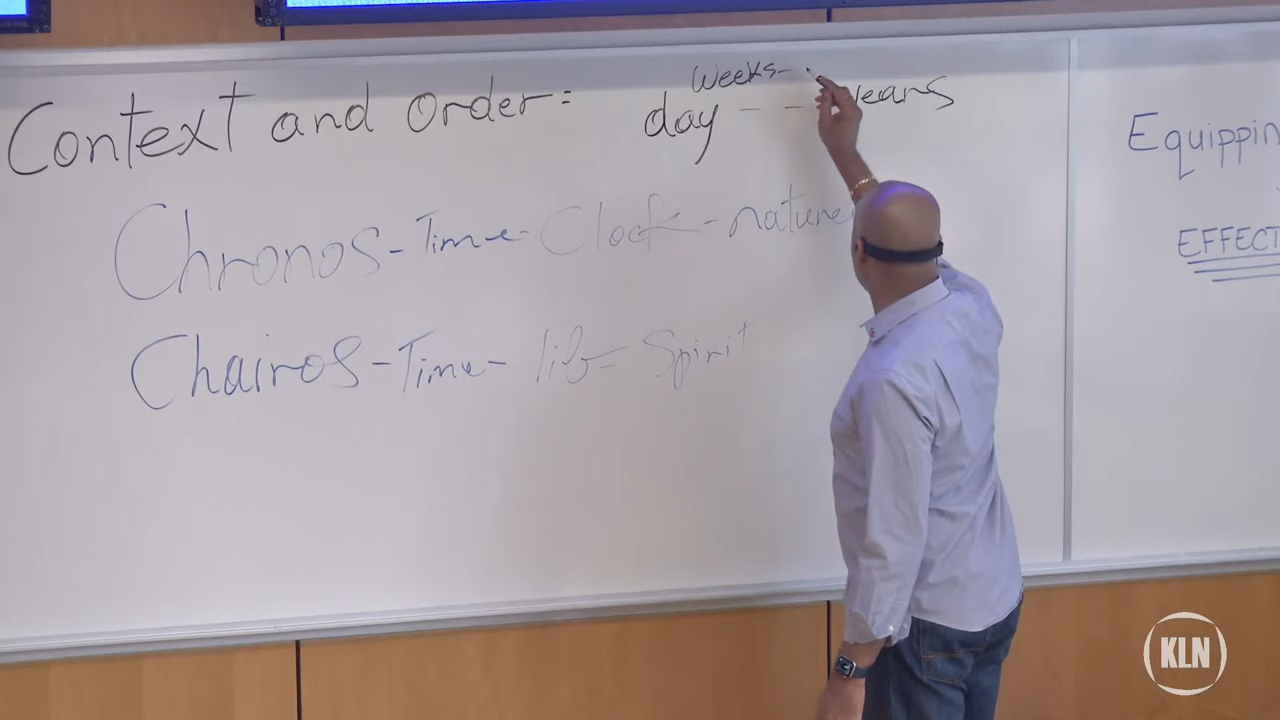 weeks-
Context and Order: day - - years
Chronos-Time-Clock-nature
Chairos-Time- life- Spirit
Equippin
EFFECT
KLN